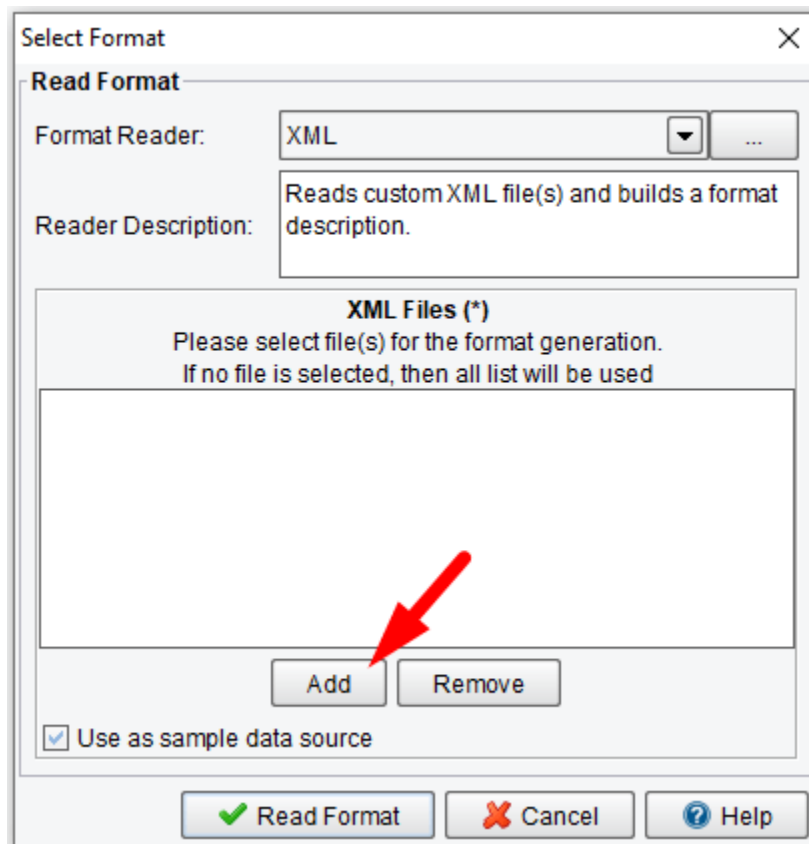 Select Format
Read Format
Format Reader:
XML
...
Reader Description:
Reads custom XML file(s) and builds a format
description.
XML Files (*)
Please select file(s) for the format generation.
If no file is selected, then all list will be used
Add
Remove
Use as sample data source
Read Format
Cancel
Help